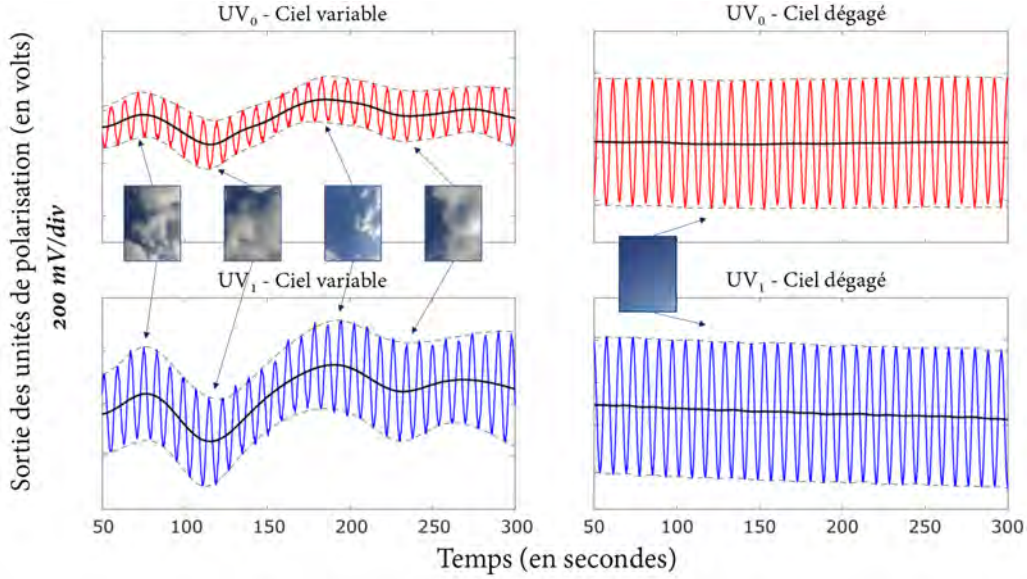 UV₀ - Ciel variable
UV₀ - Ciel dégagé
Sortie des unités de polarisation (en volts)
200 mV/div
UV₁ - Ciel variable
UV₁ - Ciel dégagé
50 100 150 200 250 300
50 100 150 200 250 300
Temps (en secondes)